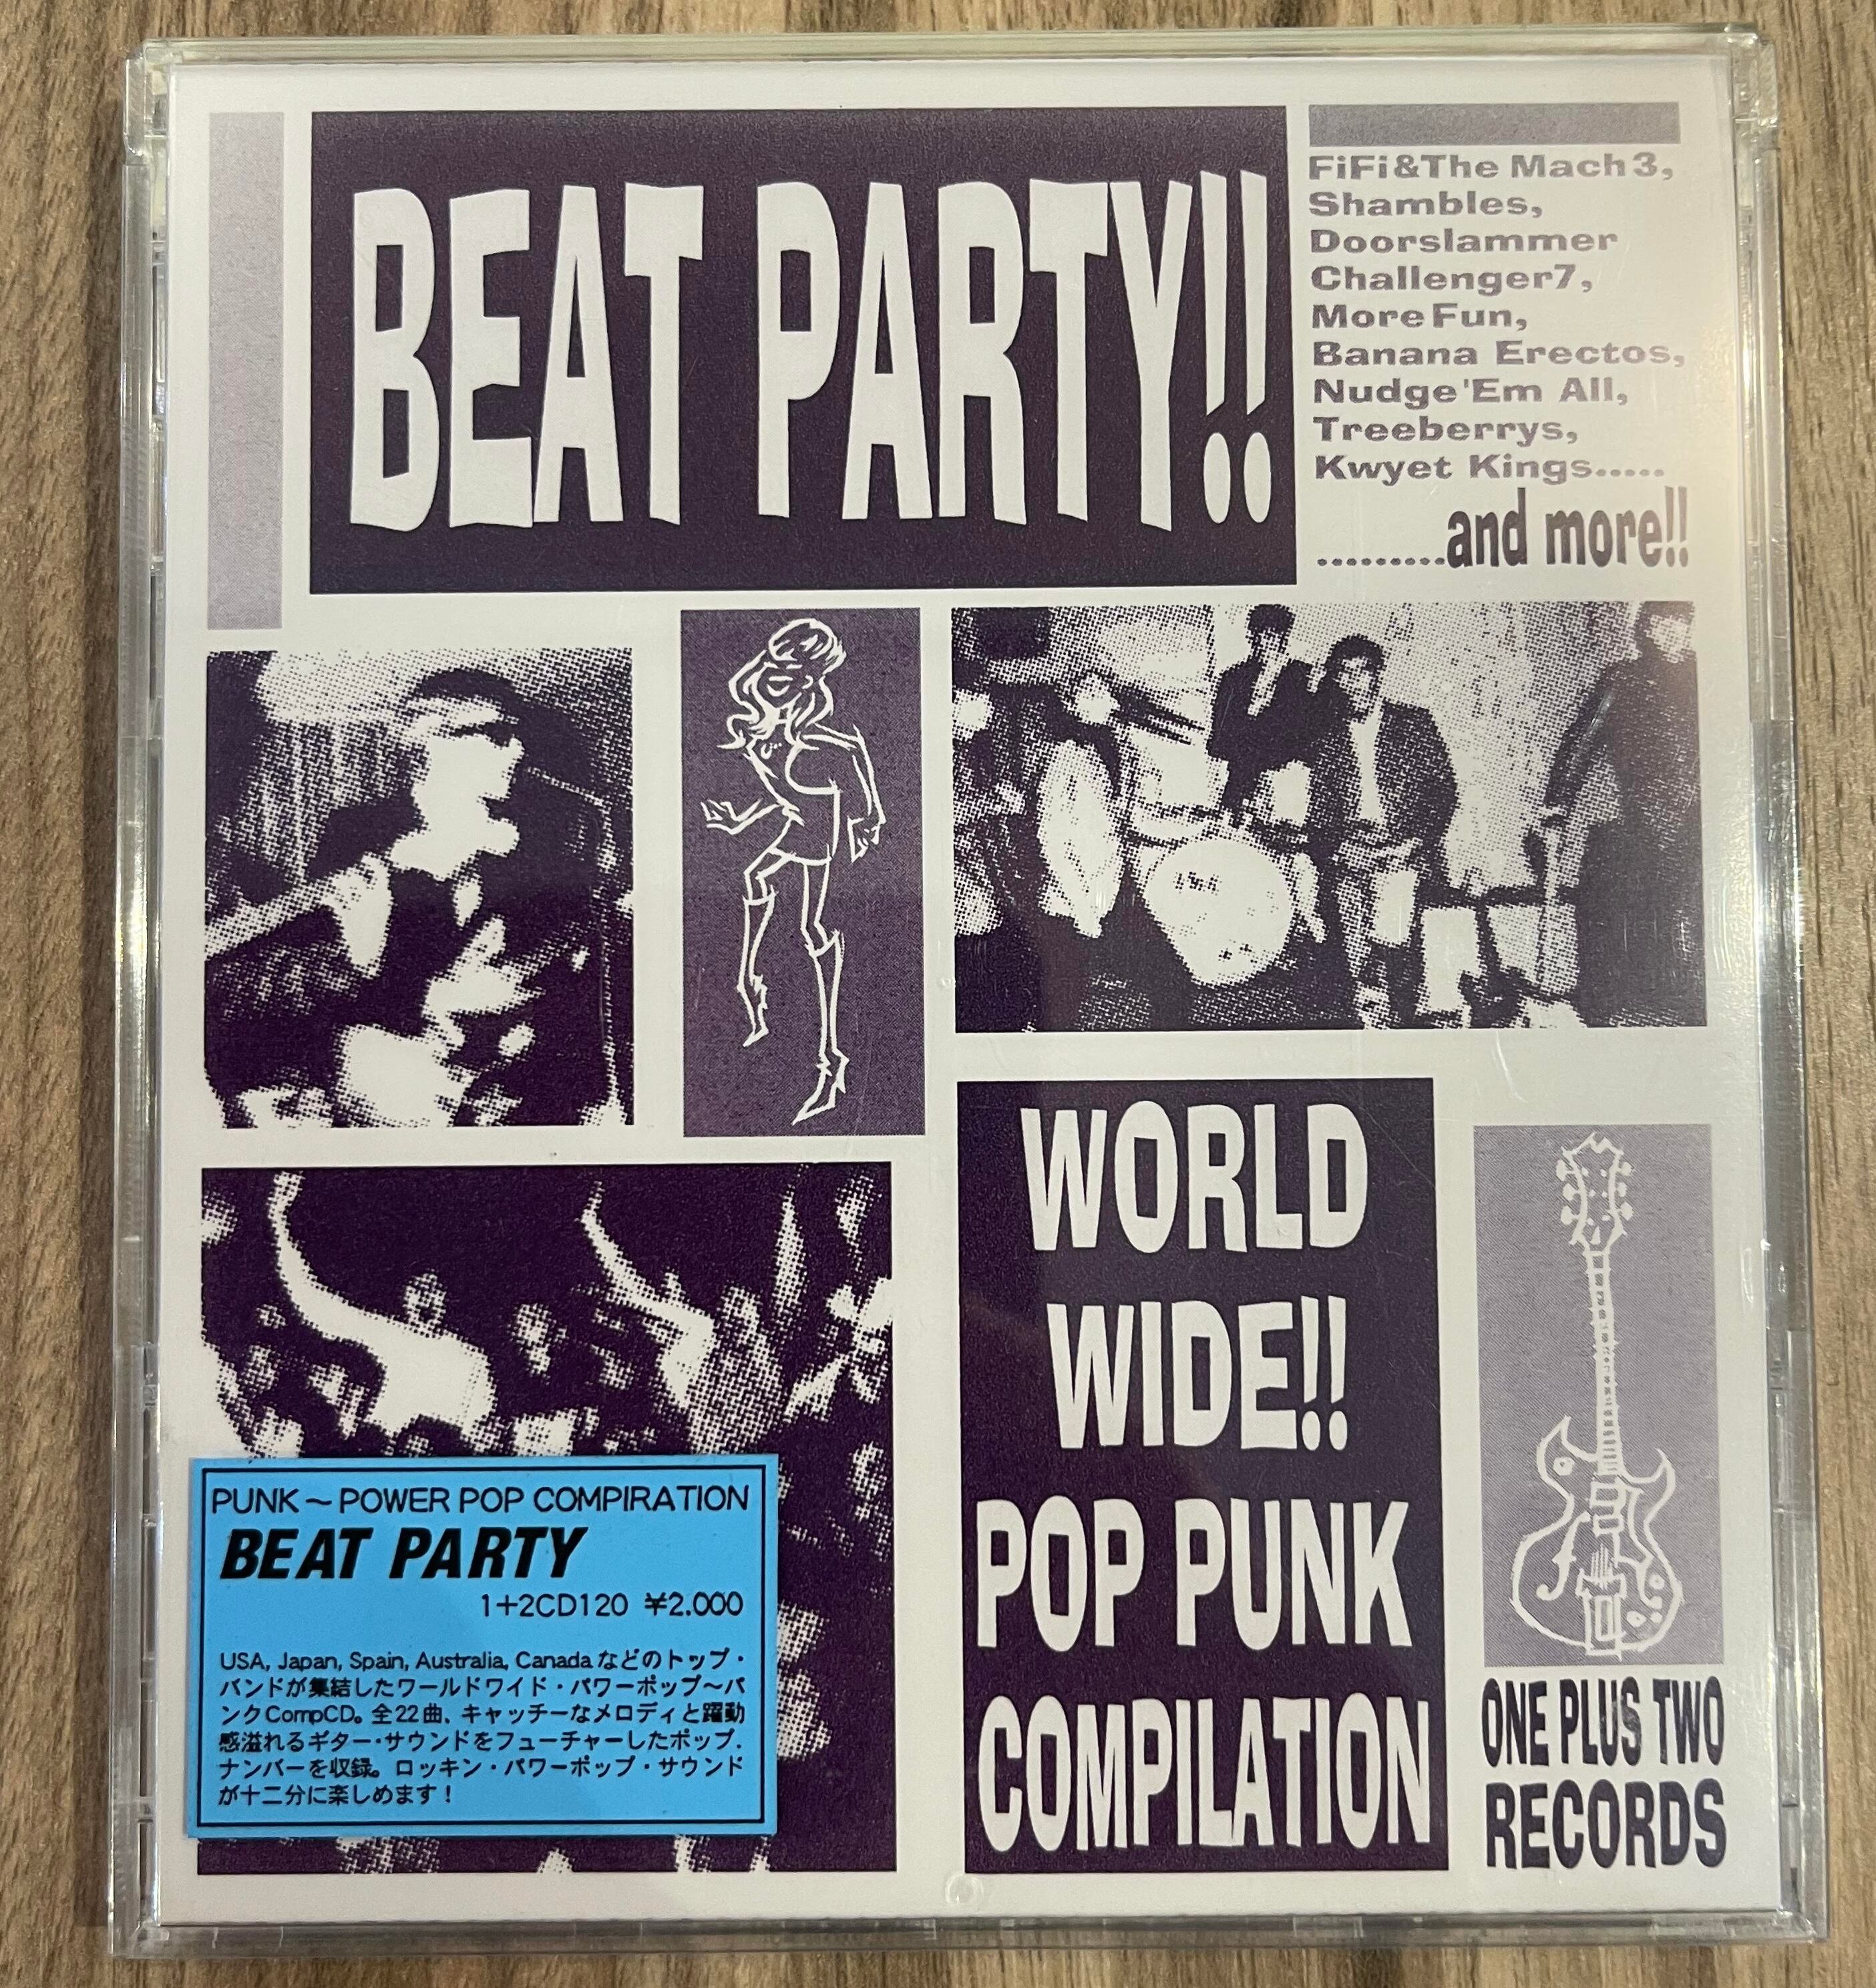 BEAT PARTY!!
FiFi&The Mach3,
Shambles,
Doorslammer
Challenger7,
More Fun,
Banana Erectos,
Nudge'Em All,
Treeberrys,
Kwyet Kings.....
..........and more!!
WORLD
WIDE!!
POP PUNK
COMPILATION
ONE PLUS TWO
RECORDS
PUNK～POWER POP COMPIRATION
BEAT PARTY
1+2CD120 ¥2.000
USA, Japan, Spain, Australia, Canadaなどのトップ・
バンドが集結したワールドワイド・パワーポップ～パ
ンクCompCD。全22曲、キャッチーなメロディと躍動
感溢れるギター・サウンドをフューチャーしたポップ.
ナンバーを収録。ロッキン・パワーポップ・サウンド
が十二分に楽しめます！